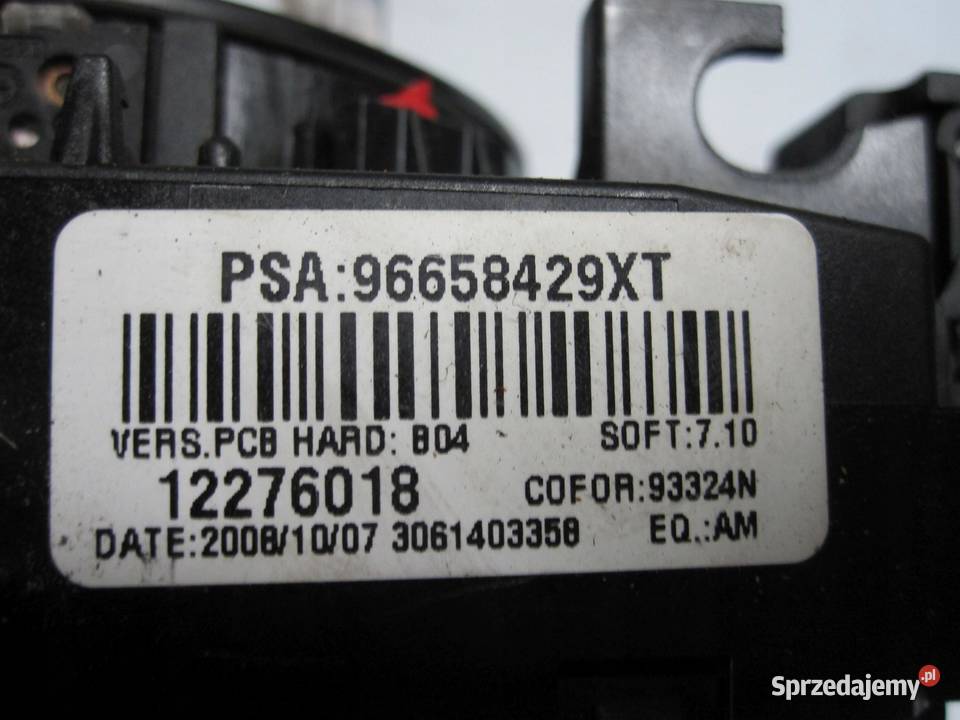 PSA:96658429XT
VERS.PCB HARD: B04 SOFT:7.10
12276018 COFOR:93324N
DATE:2008/10/07 3061403358 EQ.:AM
Sprzedajemy.pl